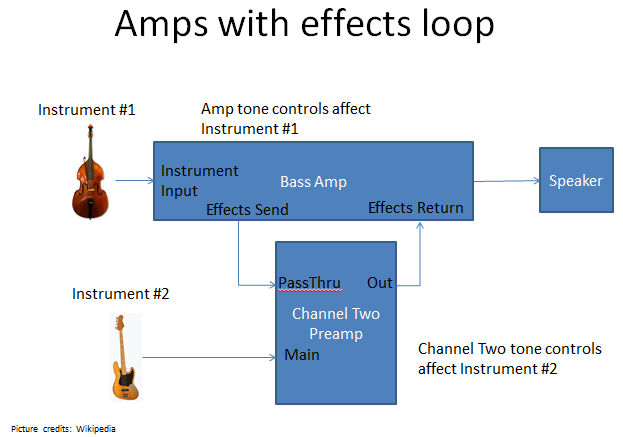 Amps with effects loop
Instrument #1
Amp tone controls affect
Instrument #1
Instrument
Input
Bass Amp
Effects Send
Effects Return
Speaker
PassThru
Out
Instrument #2
Channel Two
Preamp
Main
Channel Two tone controls
affect Instrument #2
Picture credits: Wikipedia